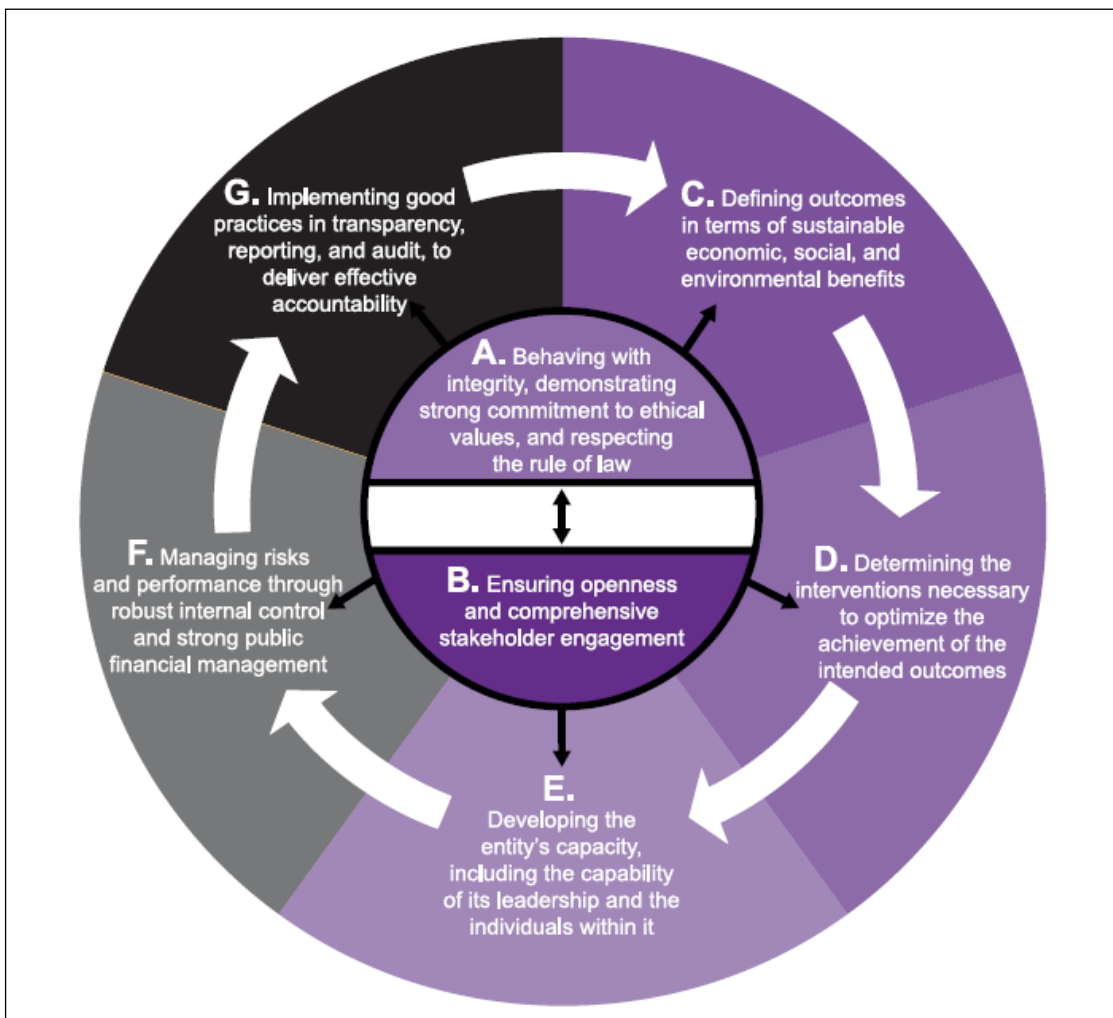 G. Implementing good
practices in transparency,
reporting, and audit, to
deliver effective
accountability
C. Defining outcomes
in terms of sustainable
economic, social, and
environmental benefits
A. Behaving with
integrity, demonstrating
strong commitment to ethical
values, and respecting
the rule of law
B. Ensuring openness
and comprehensive
stakeholder engagement
D. Determining the
interventions necessary
to optimize the
achievement of the
intended outcomes
E.
Developing the
entity’s capacity,
including the capability
of its leadership and the
individuals within it
F. Managing risks
and performance through
robust internal control
and strong public
financial management